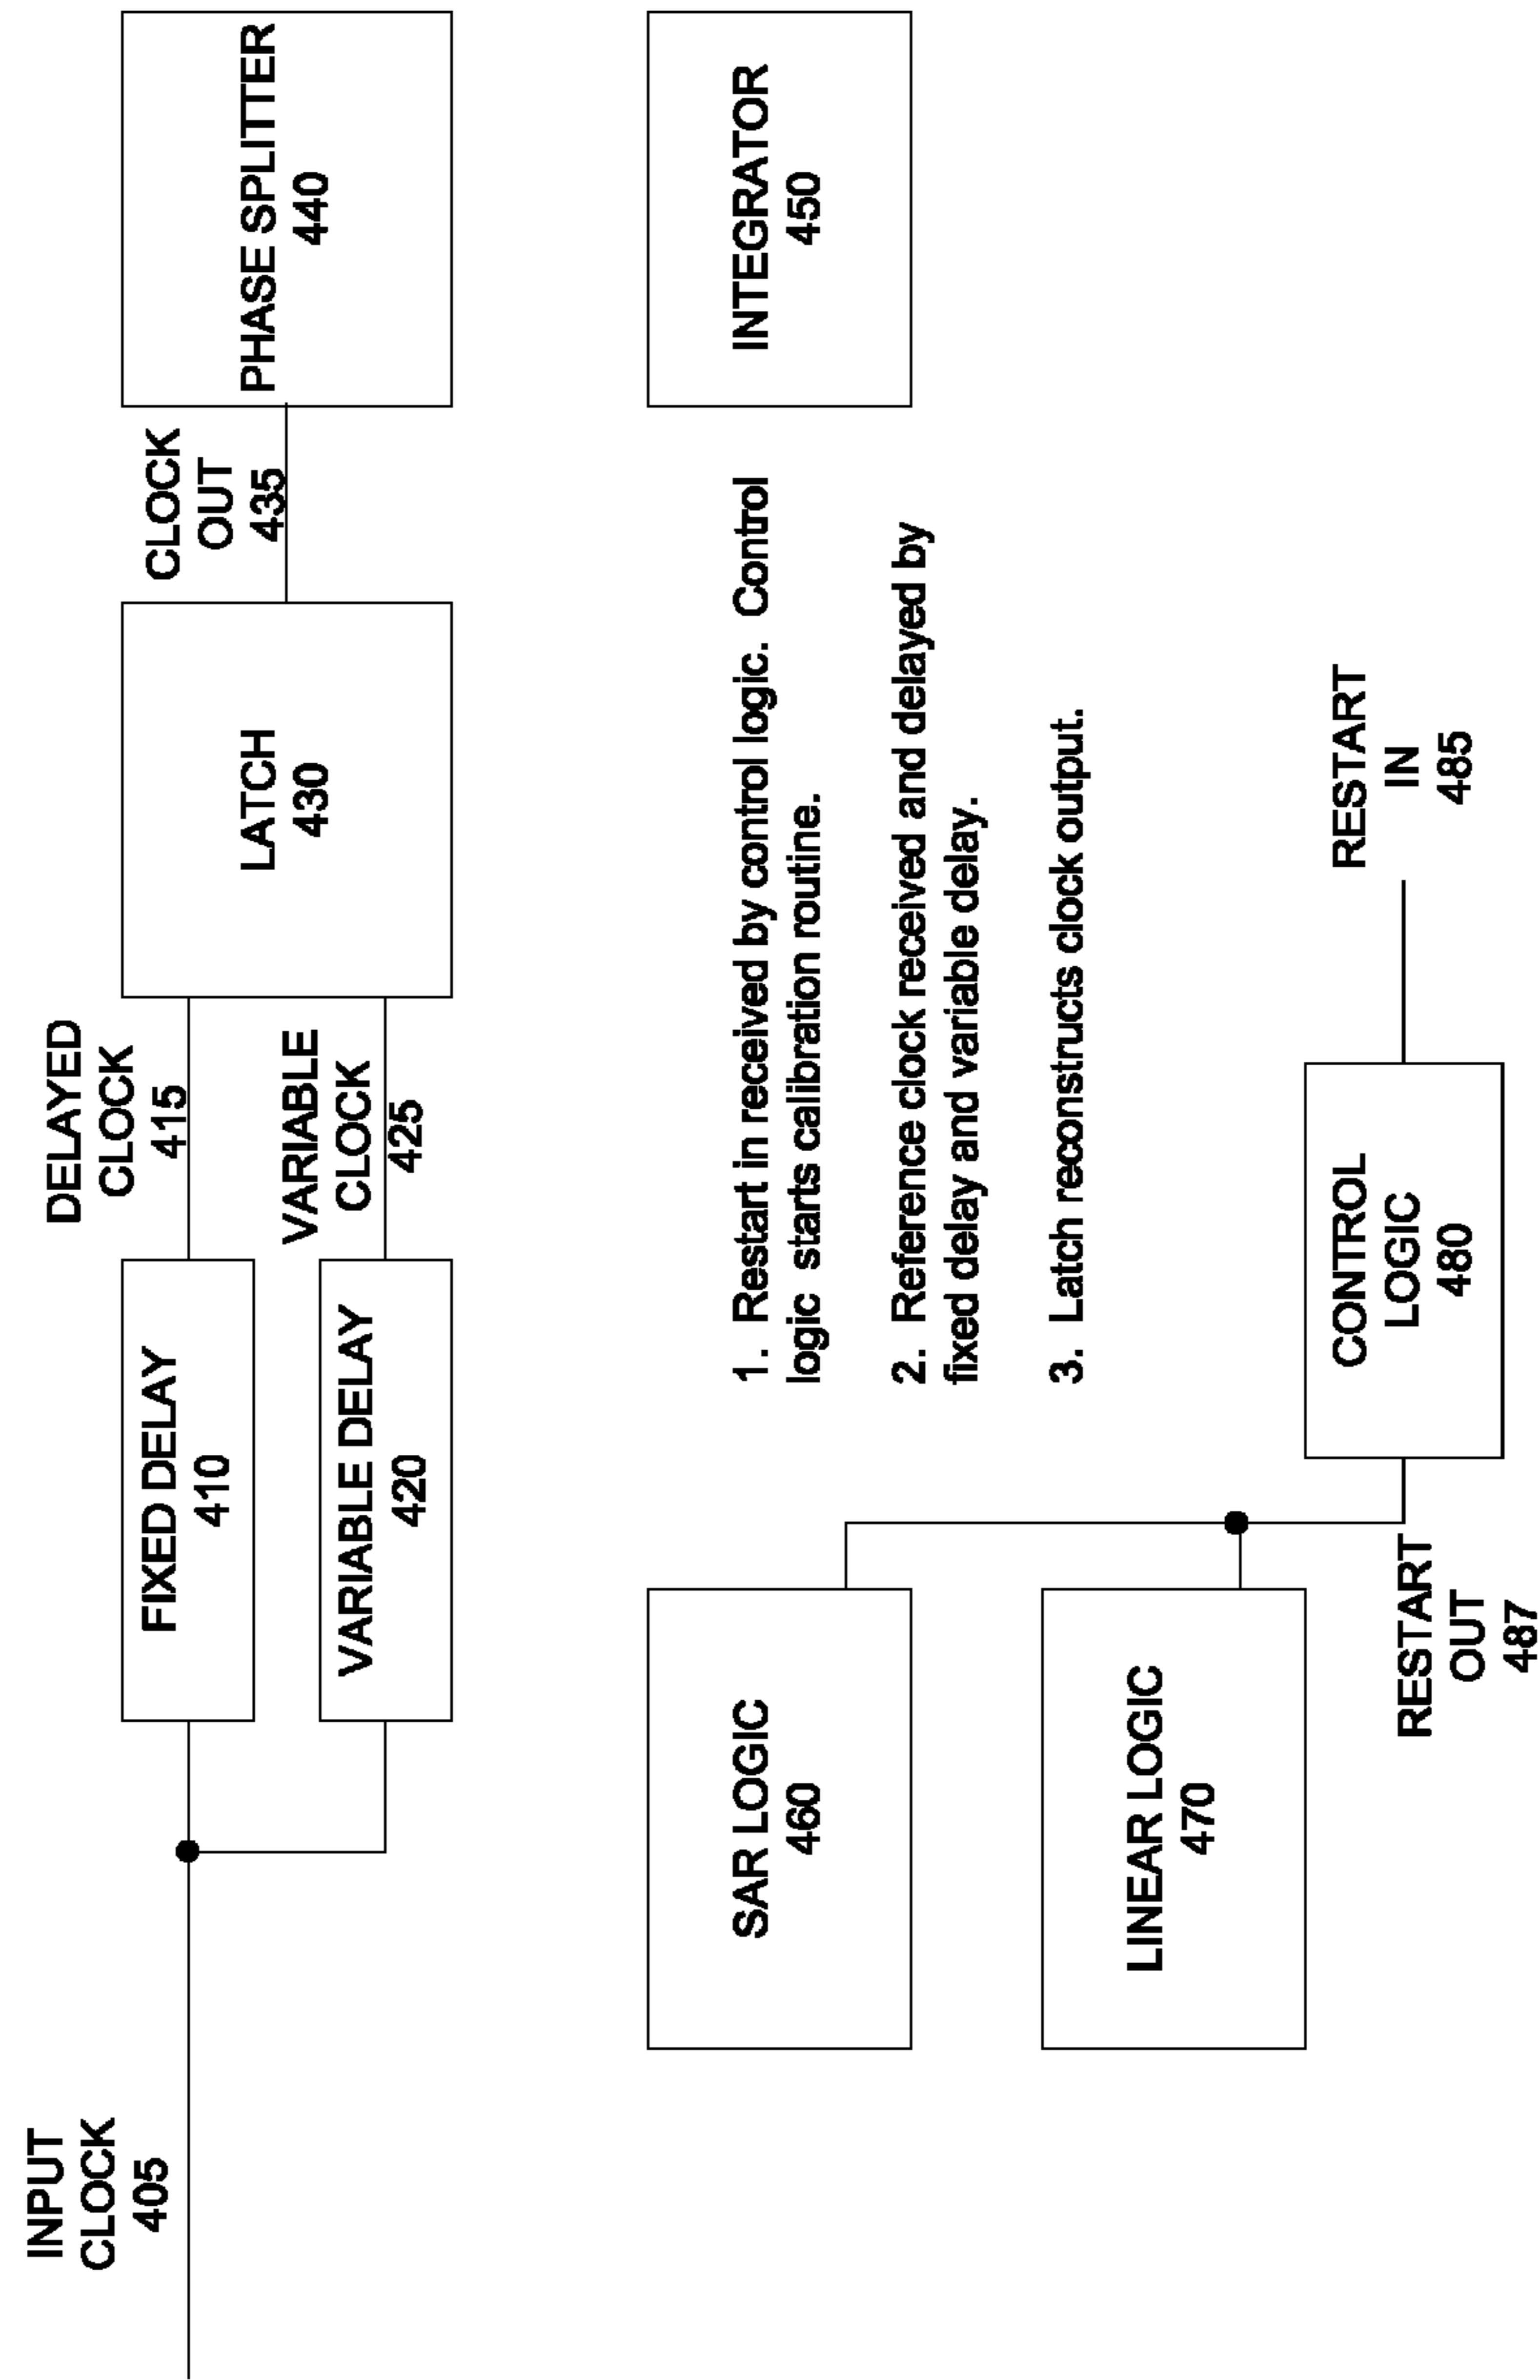 INPUT
CLOCK
405
FIXED DELAY
410
VARIABLE DELAY
420
DELAYED
CLOCK
415
VARIABLE
CLOCK
425
LATCH
430
CLOCK
OUT
435
PHASE SPLITTER
440
SAR LOGIC
460
LINEAR LOGIC
470
1. Restart in received by control logic. Control
logic starts calibration routine.
2. Reference clock received and delayed by
fixed delay and variable delay.
3. Latch reconstructs clock output.
INTEGRATOR
450
RESTART
OUT
487
CONTROL
LOGIC
480
RESTART
IN
485